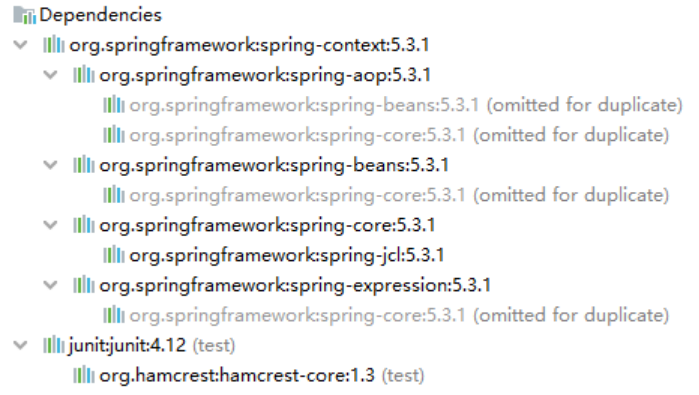 Dependencies
org.springframework:spring-context:5.3.1
org.springframework:spring-aop:5.3.1
org.springframework:spring-beans:5.3.1 (omitted for duplicate)
org.springframework:spring-core:5.3.1 (omitted for duplicate)
org.springframework:spring-beans:5.3.1
org.springframework:spring-core:5.3.1 (omitted for duplicate)
org.springframework:spring-core:5.3.1
org.springframework:spring-jcl:5.3.1
org.springframework:spring-expression:5.3.1
org.springframework:spring-core:5.3.1 (omitted for duplicate)
junit:junit:4.12 (test)
org.hamcrest:hamcrest-core:1.3 (test)